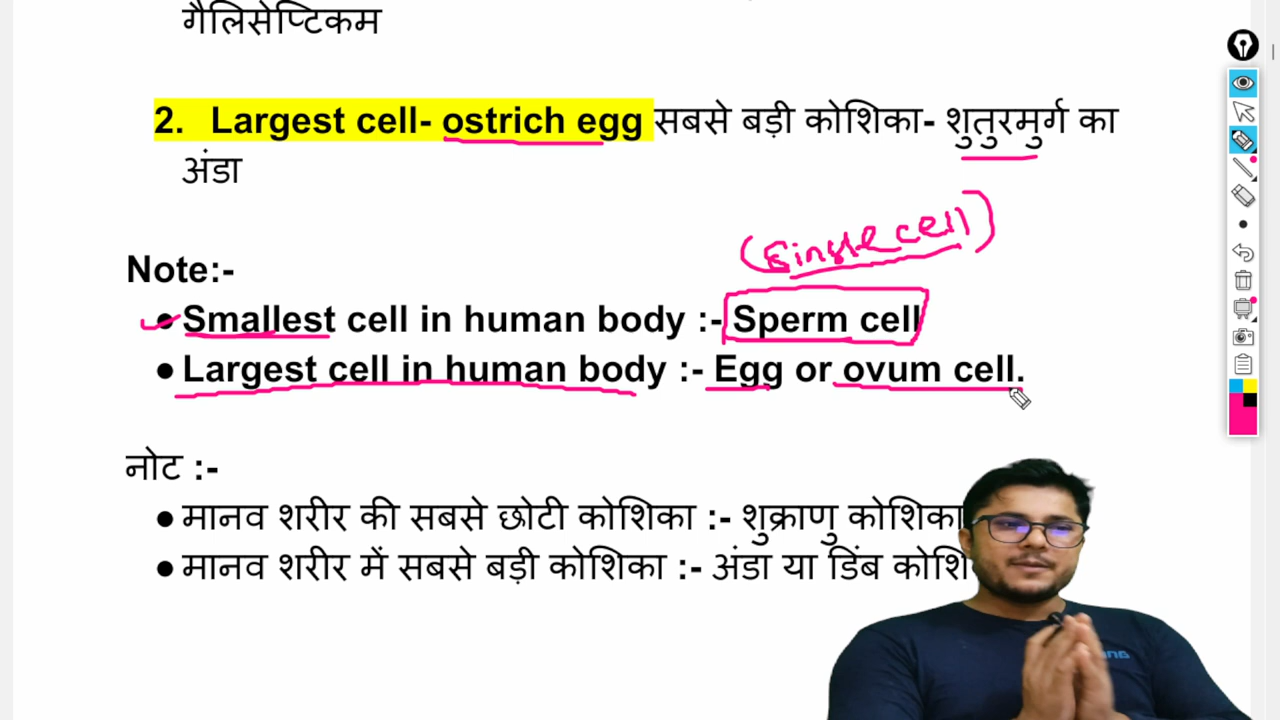 गैलिसेप्टिकम
2. Largest cell- ostrich egg सबसे बड़ी कोशिका- शुतुरमुर्ग का
अंडा
(Single cell)
Note:-
● Smallest cell in human body :- Sperm cell
● Largest cell in human body :- Egg or ovum cell.
नोट :-
● मानव शरीर की सबसे छोटी कोशिका :- शुक्राणु कोशिका
● मानव शरीर में सबसे बड़ी कोशिका :- अंडा या डिंब